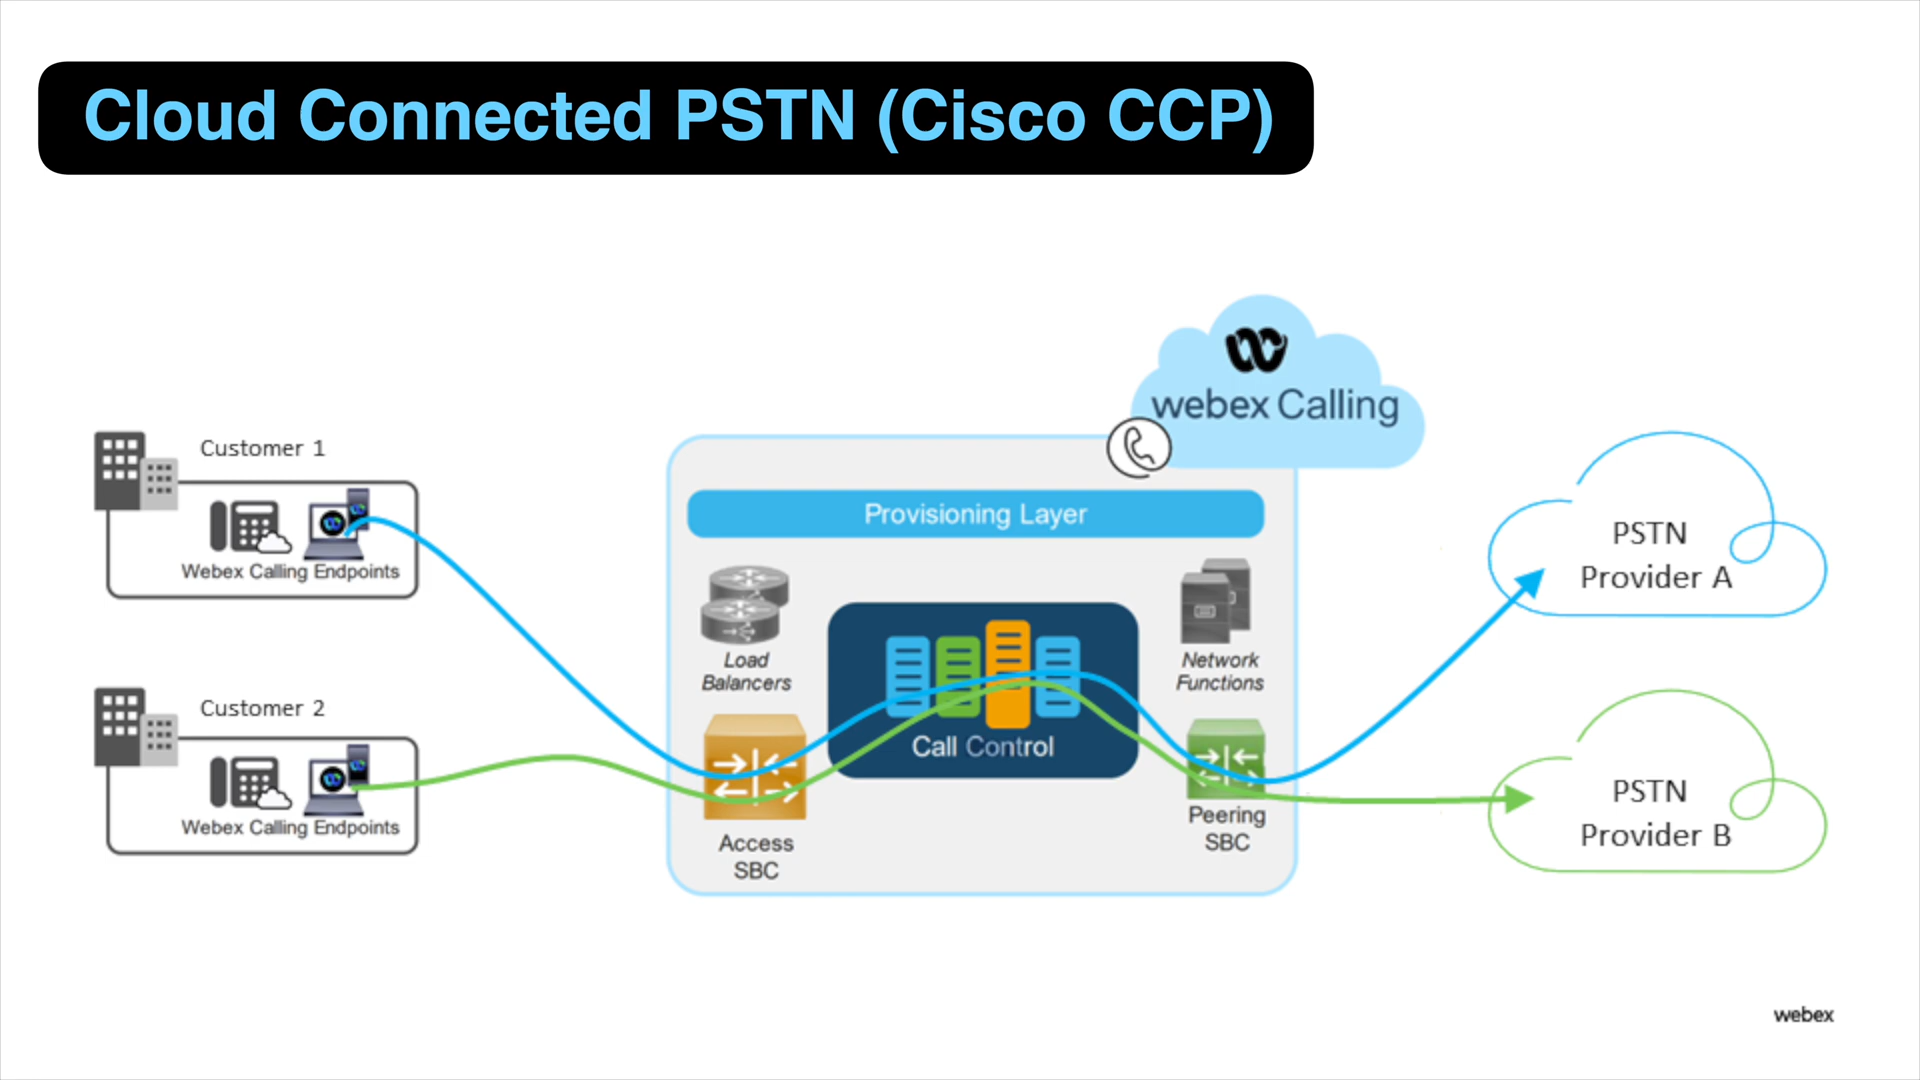 Cloud Connected PSTN (Cisco CCP)
webex Calling
Customer 1
Webex Calling Endpoints
Customer 2
Webex Calling Endpoints
Provisioning Layer
Load
Balancers
Network
Functions
Call Control
Access
SBC
Peering
SBC
PSTN
Provider A
PSTN
Provider B
webex